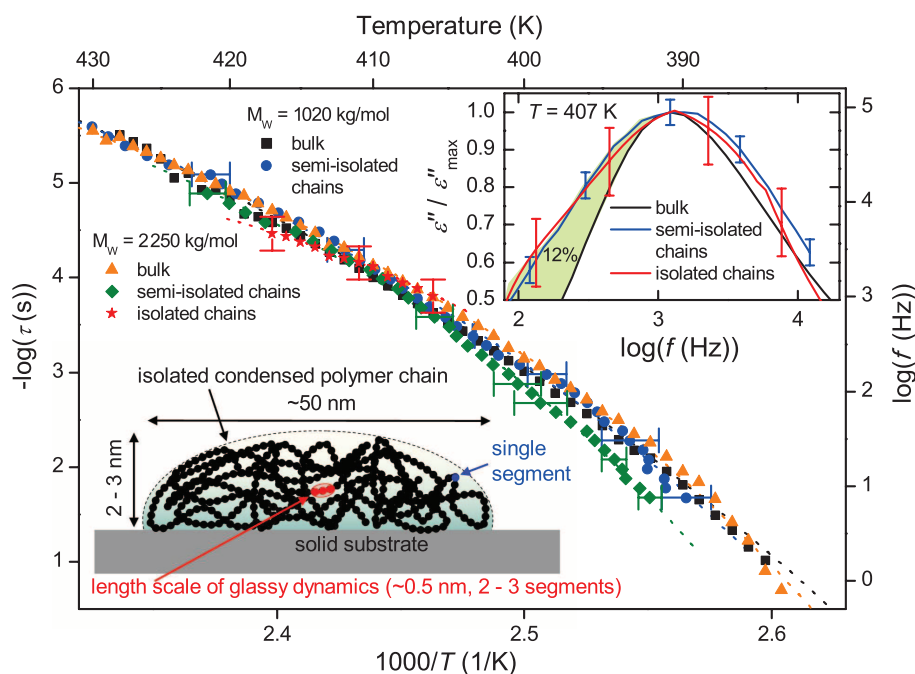 Temperature (K)
430 420 410 400 390
6
5
4
3
2
1
-log(τ (s))
5
4
3
2
1
0
log(f (Hz))
M_W = 1020 kg/mol
bulk
semi-isolated chains
M_W = 2250 kg/mol
bulk
semi-isolated chains
isolated chains
T = 407 K
1.0
0.9
0.8
0.7
0.6
0.5
ε'' / ε''_max
12%
bulk
semi-isolated
chains
isolated chains
2 3 4
log(f (Hz))
isolated condensed polymer chain
~50 nm
2 - 3 nm
single
segment
solid substrate
length scale of glassy dynamics (~0.5 nm, 2 - 3 segments)
2.4 2.5 2.6
1000/T (1/K)